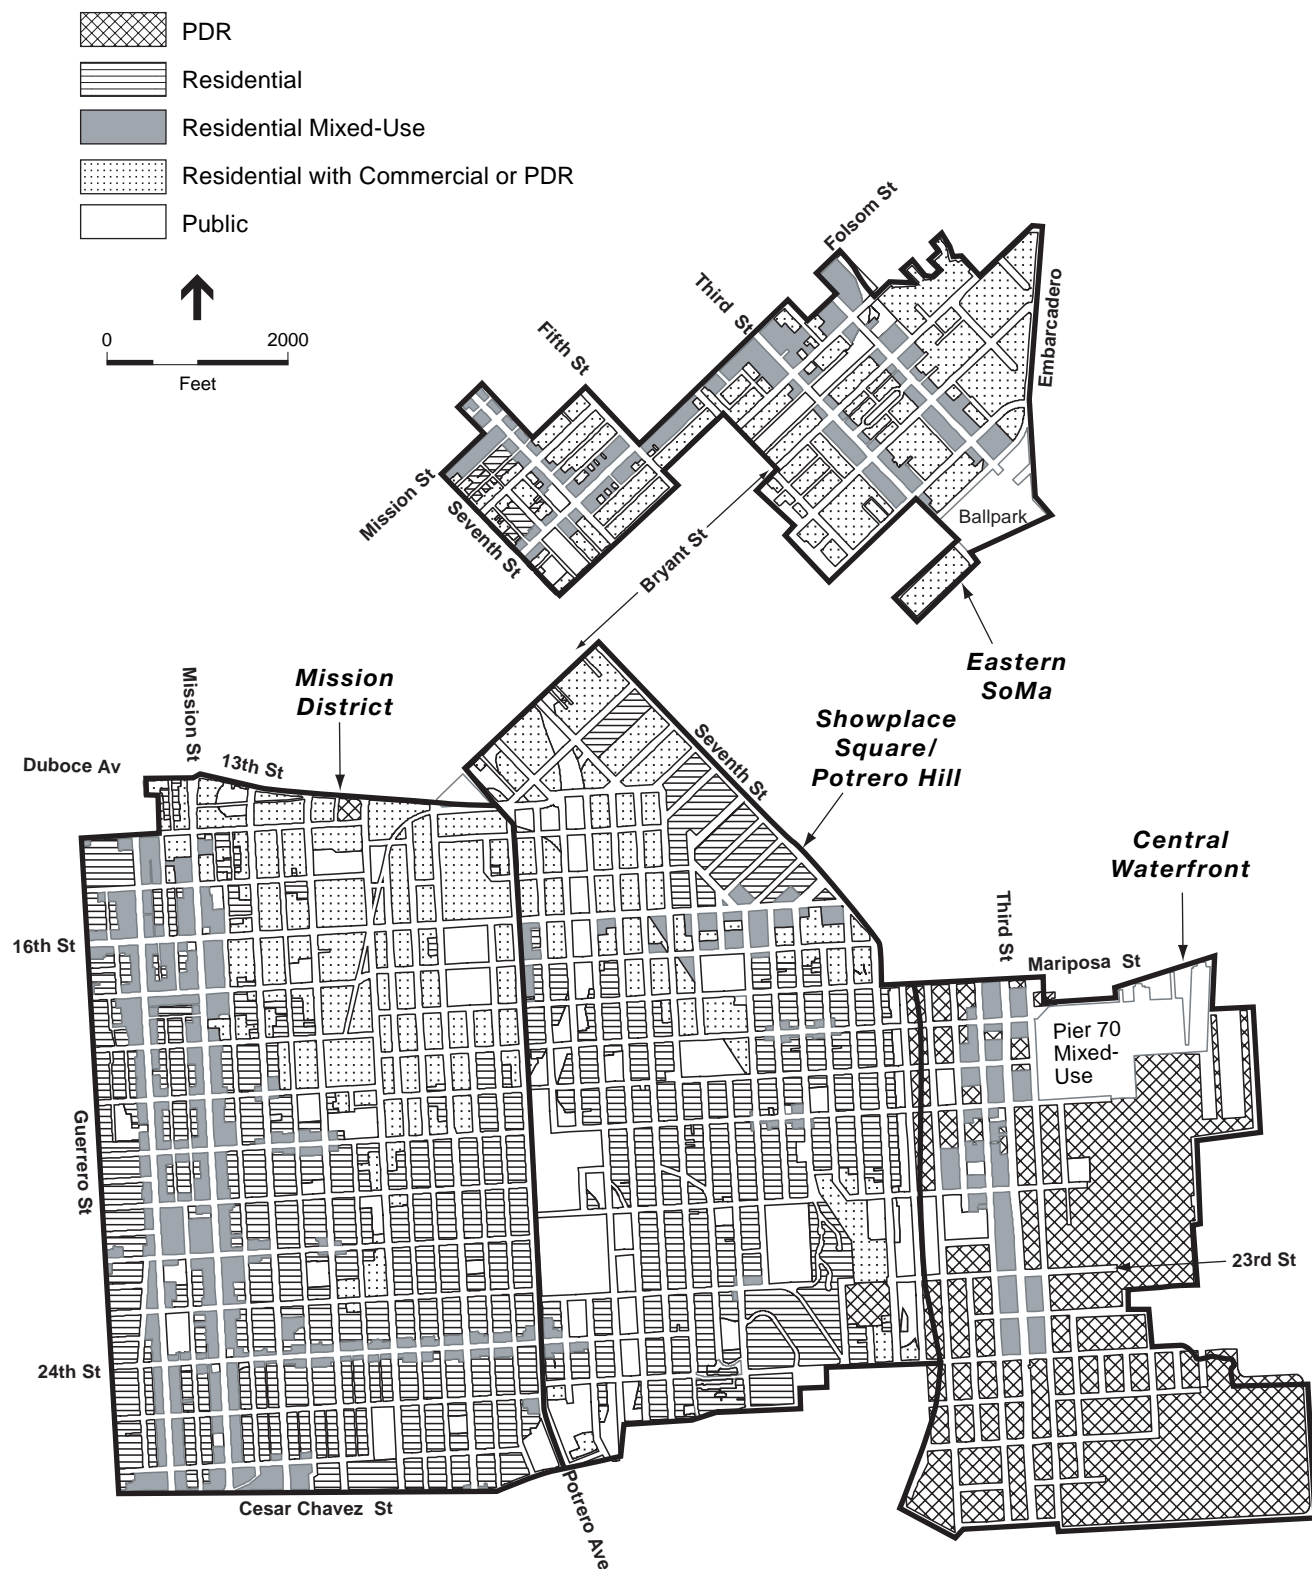 PDR
Residential
Residential Mixed-Use
Residential with Commercial or PDR
Public
0 2000
Feet
Folsom St
Third St
Fifth St
Embarcadero
Mission St
Seventh St
Bryant St
Ballpark
Eastern
SoMa
Mission
District
Mission St
Duboce Av
13th St
Showplace
Square/
Potrero Hill
Seventh St
Central
Waterfront
16th St
Third St
Mariposa St
Pier 70
Mixed-
Use
Guerrero St
23rd St
24th St
Cesar Chavez St
Potrero Ave